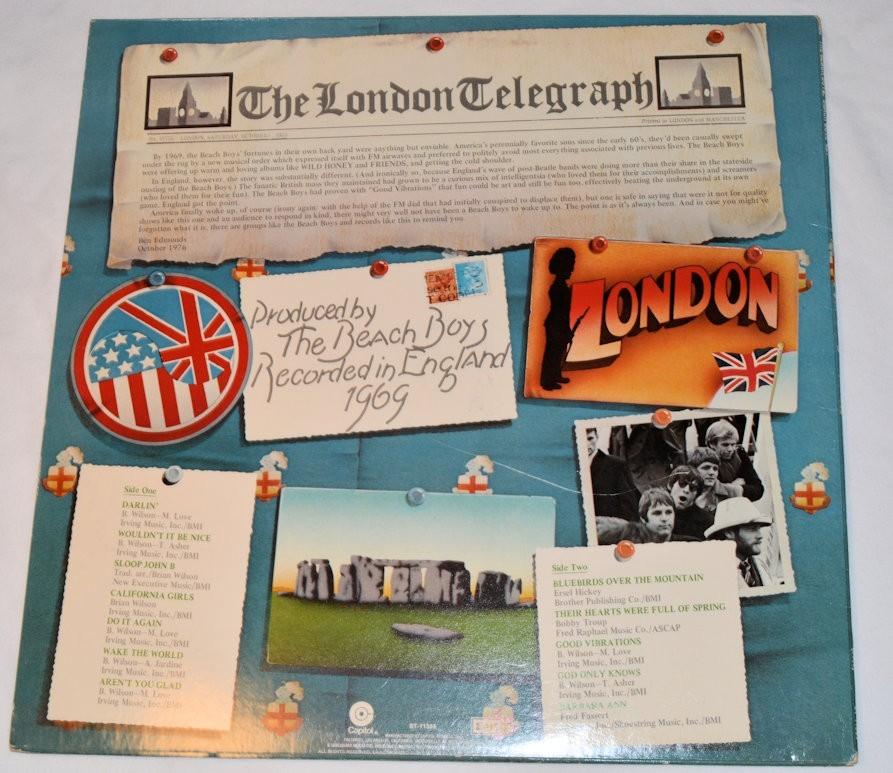 The London Telegraph
LONDON, SATURDAY, OCTOBER
Printed in LONDON and MANCHESTER
By 1969, the Beach Boys' fortunes in their own back yard were anything but enviable. America's perennially favorite sons since the early 60's, they'd been casually swept
under the rug by a new musical order which expressed itself with FM airwaves and preferred to politely avoid most everything associated with previous lives. The Beach Boys
were offering up warm and loving albums like WILD HONEY and FRIENDS, and getting the cold shoulder.
In England, however, the story was substantially different. (And ironically so, because England's wave of post-Beatle bands were doing more than their share in the stateside
ousting of the Beach Boys.) The fanatic British mass they maintained had grown to be a curious mix of intelligentsia (who loved them for their accomplishments) and screamers
(who loved them for their fun). The Beach Boys had proven with "Good Vibrations" that fun could be art and still be fun too, effectively beating the underground at its own
game. England got the point.
America finally woke up, of course (irony again: with the help of the FM dial that had initially conspired to displace them), but one is safe in saying that were it not for quality
shows like this one and an audience to respond in kind, there might very well not have been a Beach Boys to wake up to. The point is as it's always been. And in case you might've
forgotten what it is, there are groups like the Beach Boys and records like this to remind you.
Ben Edmonds
October 1976
Produced by
The Beach Boys
Recorded in England
1969
LONDON
Side One
DARLIN'
B. Wilson—M. Love
Irving Music, Inc./BMI
WOULDN'T IT BE NICE
B. Wilson—T. Asher
Irving Music, Inc./BMI
SLOOP JOHN B
Trad. arr./Brian Wilson
New Executive Music/BMI
CALIFORNIA GIRLS
Brian Wilson
Irving Music, Inc./BMI
DO IT AGAIN
B. Wilson—M. Love
Irving Music, Inc./BMI
WAKE THE WORLD
B. Wilson—A. Jardine
Irving Music, Inc./BMI
AREN'T YOU GLAD
B. Wilson—M. Love
Irving Music, Inc./BMI
Side Two
BLUEBIRDS OVER THE MOUNTAIN
Ersel Hickey
Brother Publishing Co./BMI
THEIR HEARTS WERE FULL OF SPRING
Bobby Troup
Fred Raphael Music Co./ASCAP
GOOD VIBRATIONS
B. Wilson—M. Love
Irving Music, Inc./BMI
GOD ONLY KNOWS
B. Wilson—T. Asher
Irving Music, Inc./BMI
BARBARA ANN
Fred Fassert
Inc./Shoestring Music, Inc./BMI
Capitol